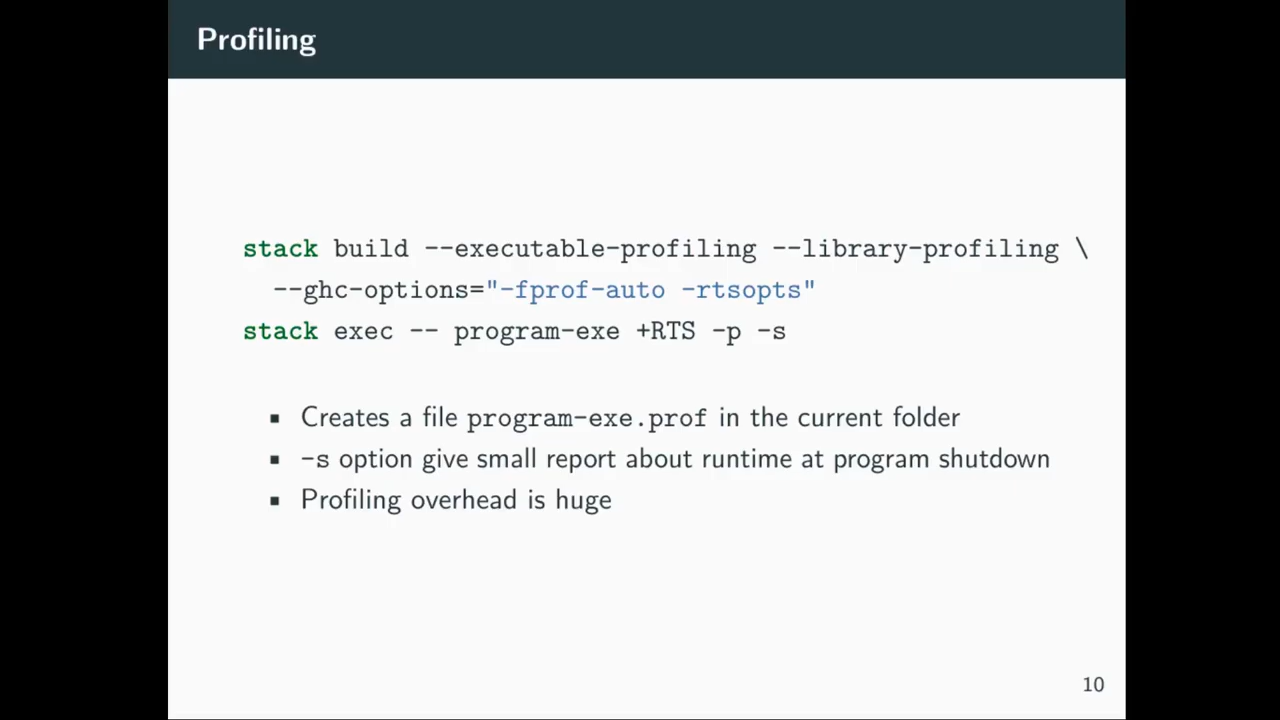 Profiling
stack build --executable-profiling --library-profiling \
--ghc-options="-fprof-auto -rtsopts"
stack exec -- program-exe +RTS -p -s
▪ Creates a file program-exe.prof in the current folder
▪ -s option give small report about runtime at program shutdown
▪ Profiling overhead is huge
10